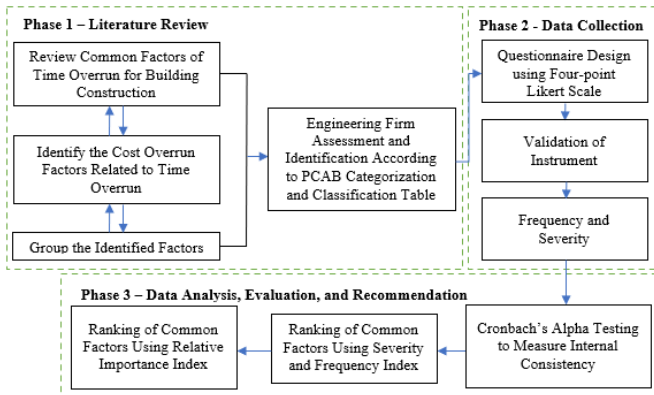 Phase 1 – Literature Review
Review Common Factors of
Time Overrun for Building
Construction
Identify the Cost Overrun
Factors Related to Time
Overrun
Group the Identified Factors
Engineering Firm
Assessment and
Identification According
to PCAB Categorization
and Classification Table
Phase 2 - Data Collection
Questionnaire Design
using Four-point
Likert Scale
Validation of
Instrument
Frequency and
Severity
Phase 3 – Data Analysis, Evaluation, and Recommendation
Cronbach's Alpha Testing
to Measure Internal
Consistency
Ranking of Common
Factors Using Severity
and Frequency Index
Ranking of Common
Factors Using Relative
Importance Index